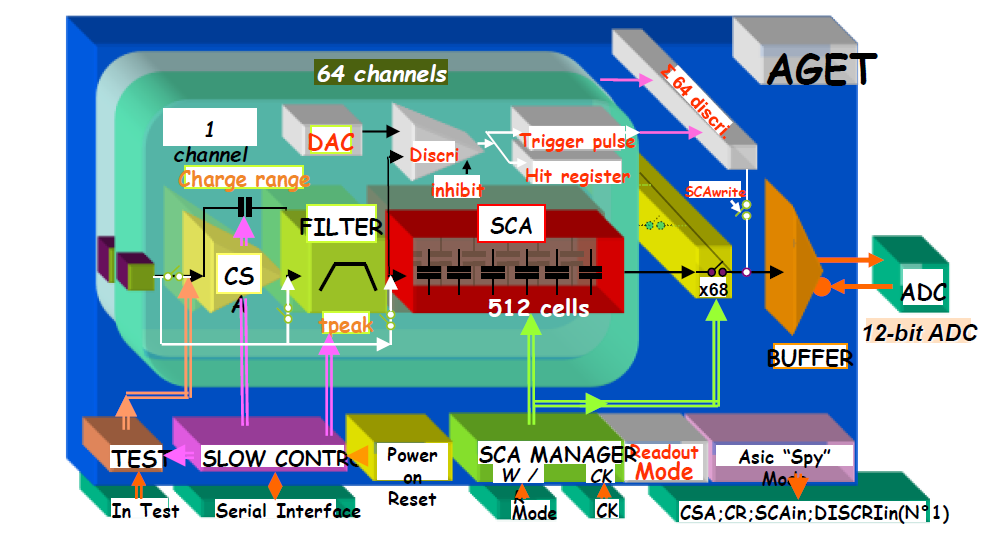 AGET
64 channels
Σ 64 discri.
1
channel
DAC
Discri
Trigger pulse
Hit register
inhibit
Charge range
SCAwrite
FILTER
SCA
CS
A
512 cells
x68
tpeak
ADC
12-bit ADC
BUFFER
TEST
SLOW CONTR
Power
on
Reset
SCA MANAGER
W /
R
CK
Readout
Mode
Asic “Spy”
Mo
In Test
Serial Interface
Mode
CK
CSA;CR;SCAin;DISCRIin(N°1)